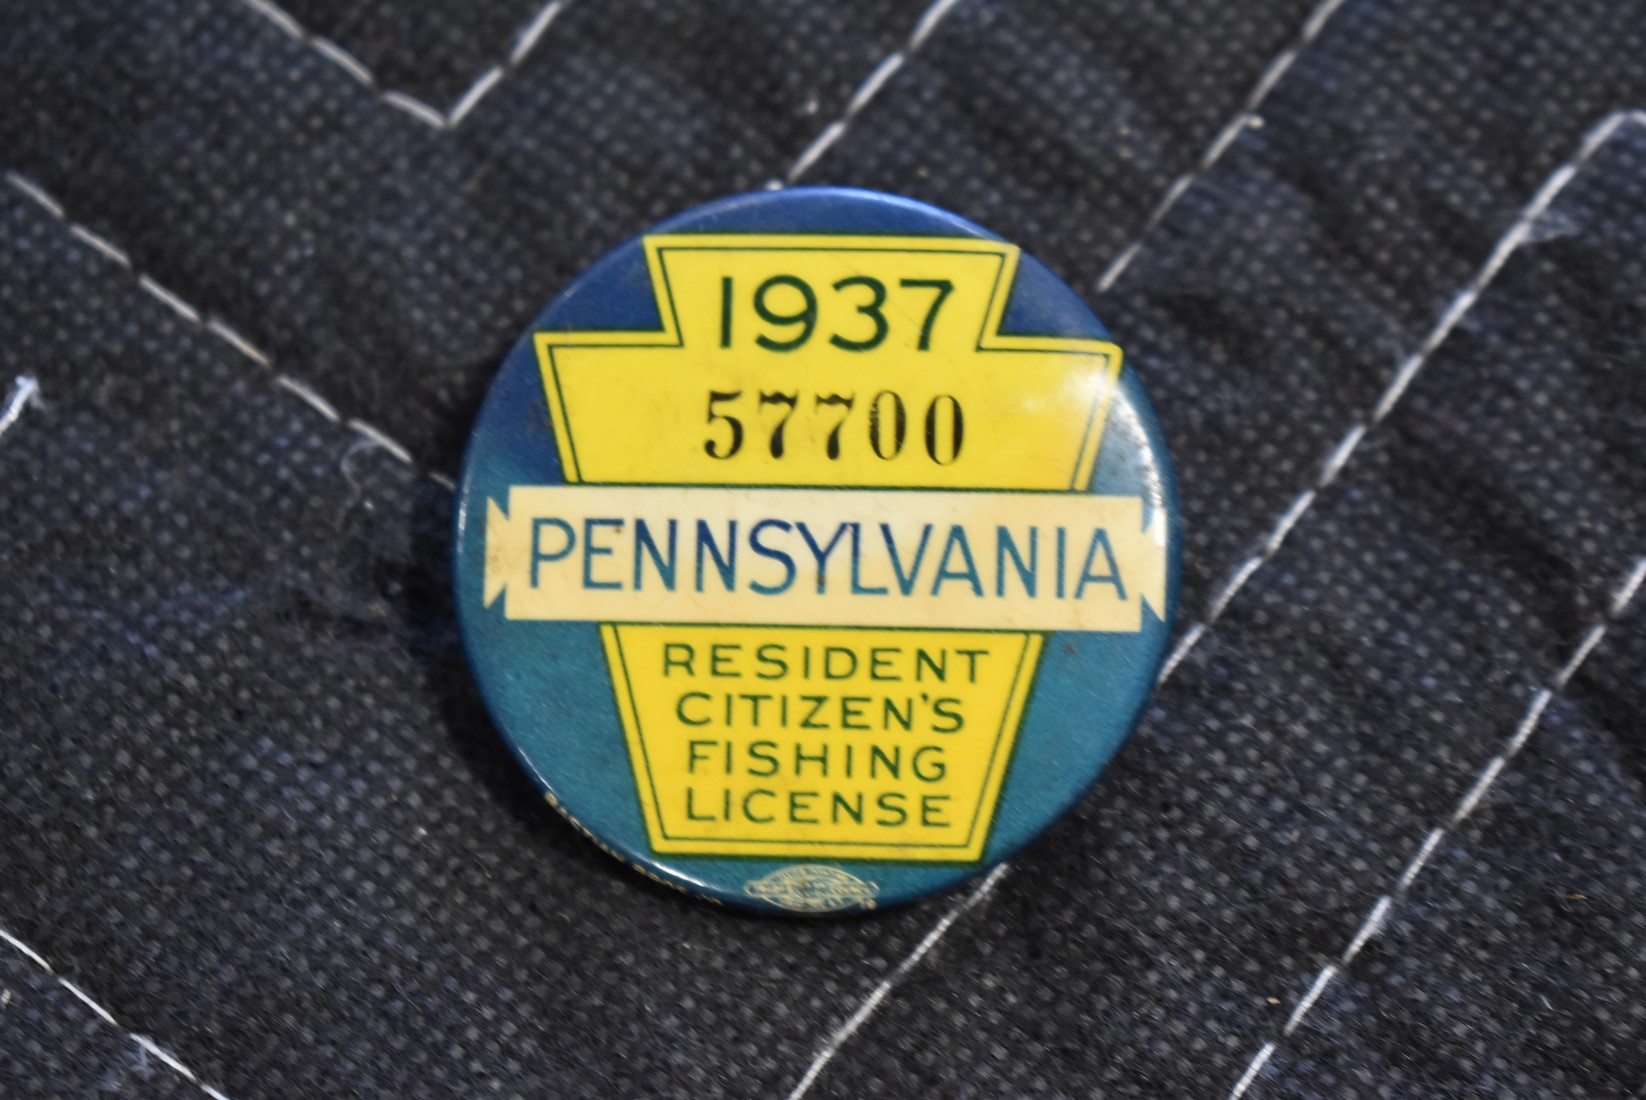 1937
57700
PENNSYLVANIA
RESIDENT
CITIZEN'S
FISHING
LICENSE